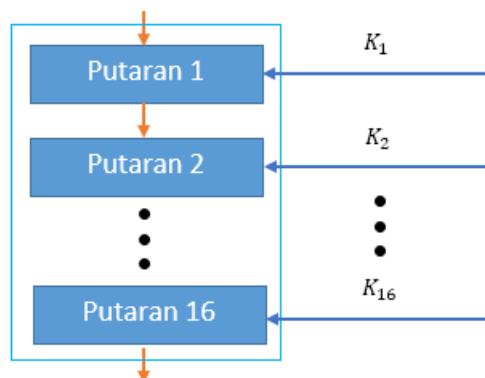 Putaran 1
K₁
Putaran 2
K₂
Putaran 16
K₁₆